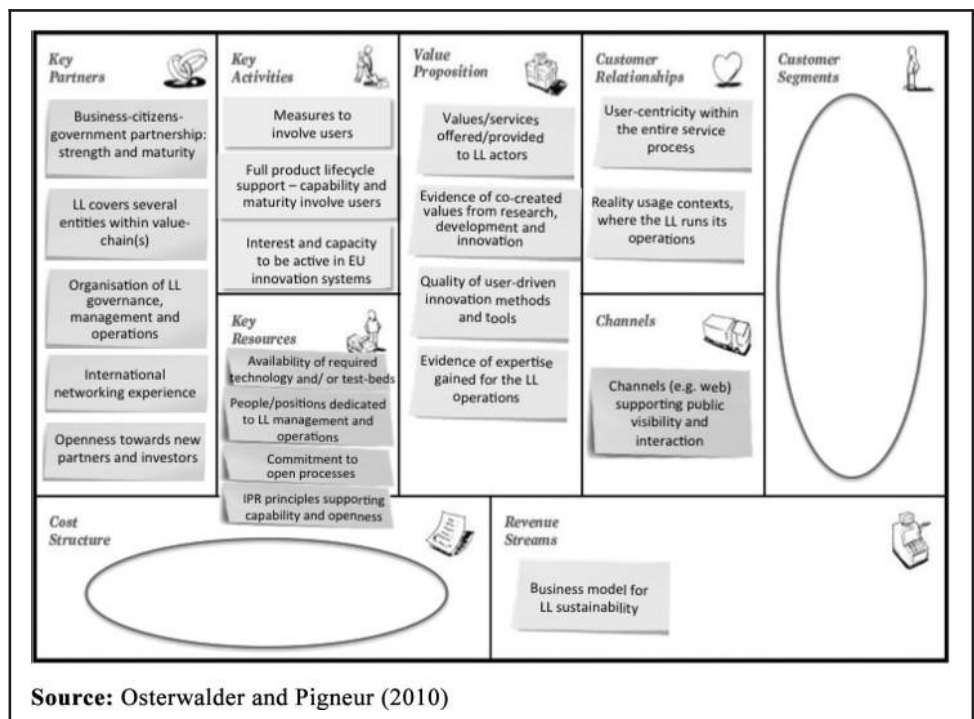 Key
Partners
Business-citizens-
government partnership:
strength and maturity
LL covers several
entities within value-
chain(s)
Organisation of LL
governance,
management and
operations
International
networking experience
Openness towards new
partners and investors
Key
Activities
Measures to
involve users
Full product lifecycle
support – capability and
maturity involve users
Interest and capacity
to be active in EU
innovation systems
Key
Resources
Availability of required
technology and/ or test-beds
People/positions dedicated
to LL management and
operations
Commitment to
open processes
IPR principles supporting
capability and openness
Value
Proposition
Values/services
offered/provided
to LL actors
Evidence of co-created
values from research,
development and
innovation
Quality of user-driven
innovation methods
and tools
Evidence of expertise
gained for the LL
operations
Customer
Relationships
User-centricity within
the entire service
process
Reality usage contexts,
where the LL runs its
operations
Channels
Channels (e.g. web)
supporting public
visibility and
interaction
Customer
Segments
Cost
Structure
Revenue
Streams
Business model for
LL sustainability
Source: Osterwalder and Pigneur (2010)